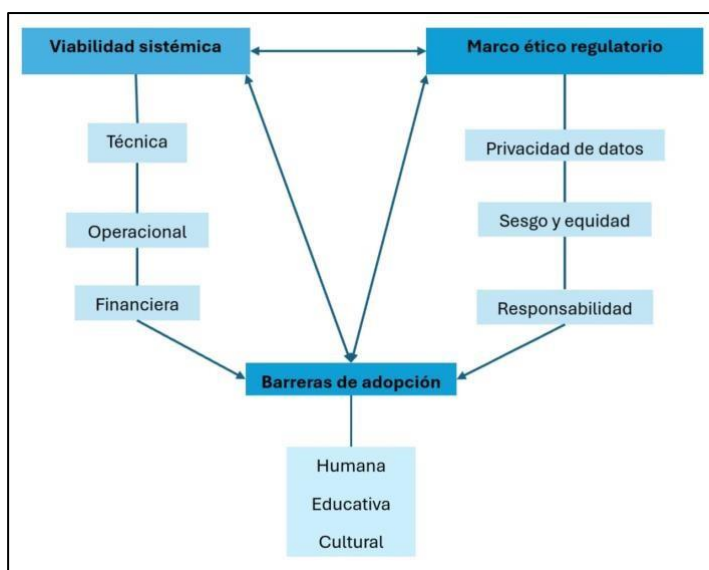 Viabilidad sistémica
Marco ético regulatorio
Técnica
Privacidad de datos
Operacional
Sesgo y equidad
Financiera
Responsabilidad
Barreras de adopción
Humana
Educativa
Cultural